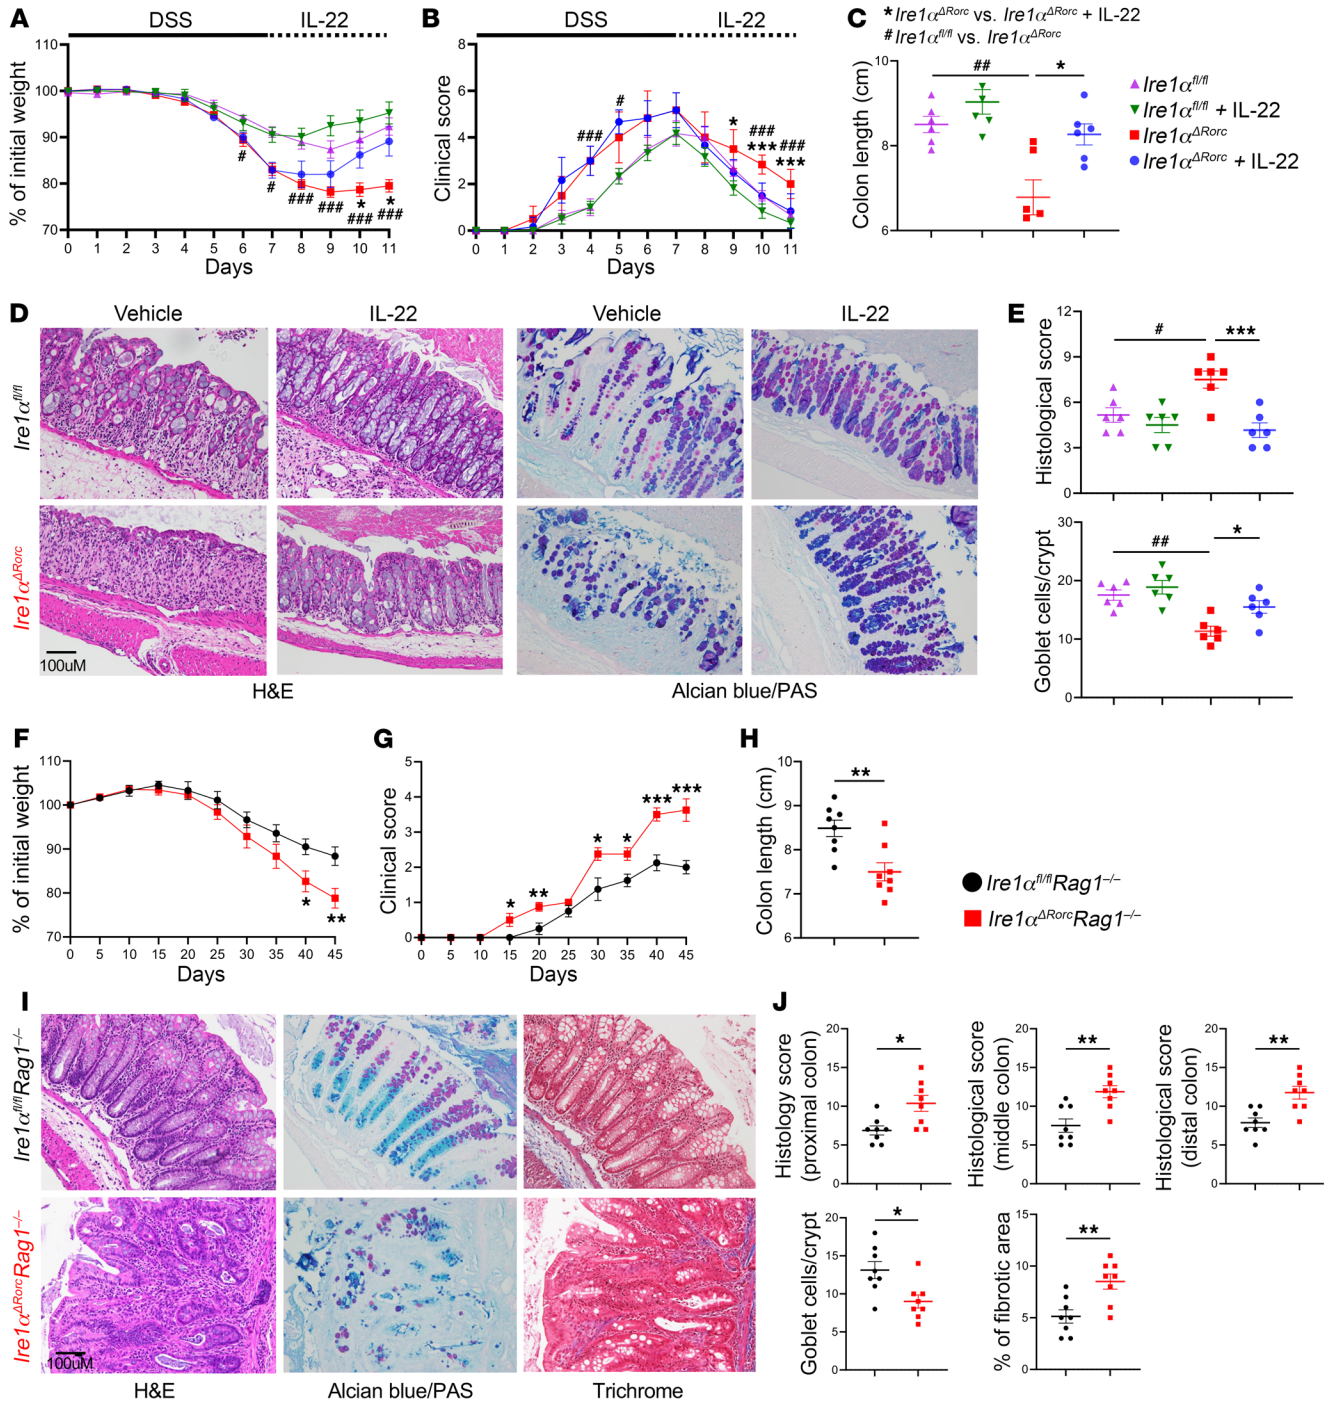 A
DSS
IL-22
% of initial weight
110
100
90
80
70
#
#
###
###
*
###
*
###
0 1 2 3 4 5 6 7 8 9 10 11
Days
B
DSS
IL-22
Clinical score
8
6
4
2
0
###
#
*
###
***
###
***
0 1 2 3 4 5 6 7 8 9 10 11
Days
C
* Ire1α^ΔRorc vs. Ire1α^ΔRorc + IL-22
# Ire1α^fl/fl vs. Ire1α^ΔRorc
Colon length (cm)
10
8
6
##
*
Ire1α^fl/fl
Ire1α^fl/fl + IL-22
Ire1α^ΔRorc
Ire1α^ΔRorc + IL-22
D
Vehicle
IL-22
Vehicle
IL-22
Ire1α^fl/fl
Ire1α^ΔRorc
100uM
H&E
Alcian blue/PAS
E
Histological score
12
9
6
3
0
#
***
Goblet cells/crypt
30
20
10
0
##
*
F
% of initial weight
110
100
90
80
70
*
**
0 5 10 15 20 25 30 35 40 45
Days
G
Clinical score
5
4
3
2
1
0
*
**
*
*
***
***
0 5 10 15 20 25 30 35 40 45
Days
H
Colon length (cm)
10
9
8
7
6
**
Ire1α^fl/fl Rag1^–/–
Ire1α^ΔRorc Rag1^–/–
I
Ire1α^fl/fl Rag1^–/–
Ire1α^ΔRorc Rag1^–/–
100uM
H&E
Alcian blue/PAS
Trichrome
J
Histology score
(proximal colon)
20
15
10
5
0
*
Histological score
(middle colon)
20
15
10
5
0
**
Histological score
(distal colon)
20
15
10
5
0
**
Goblet cells/crypt
20
15
10
5
0
*
% of fibrotic area
15
10
5
0
**